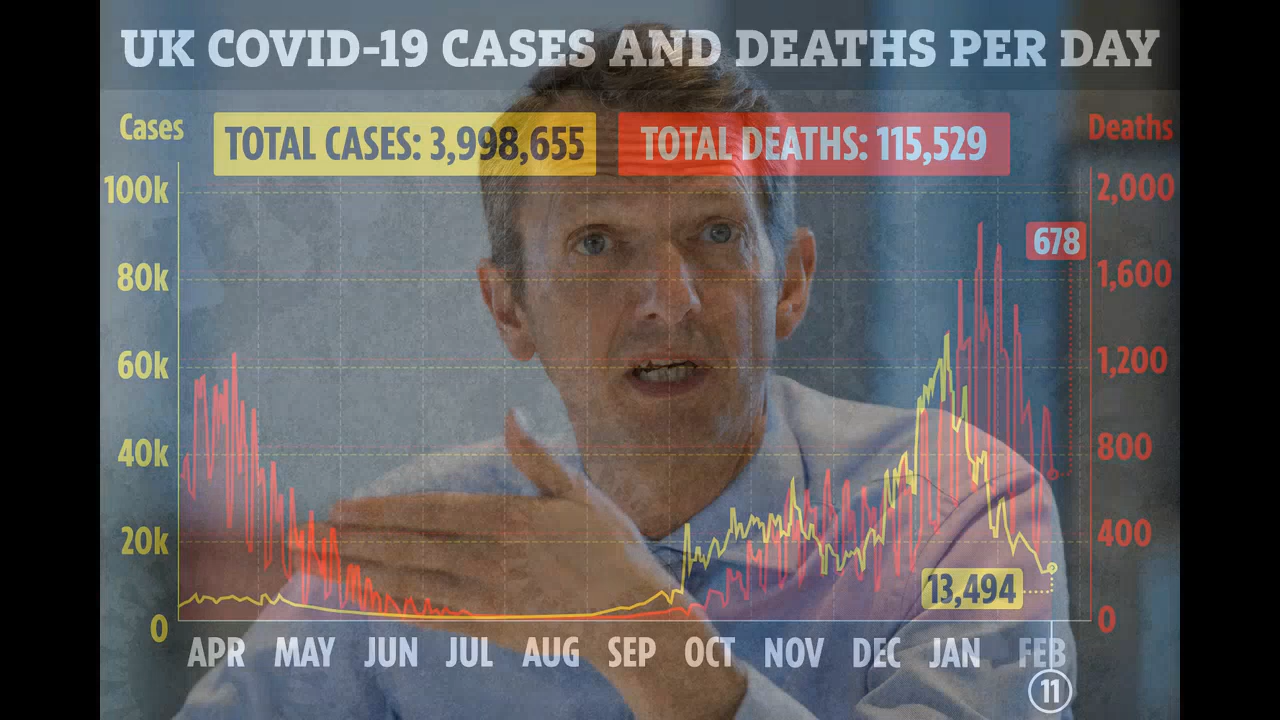 UK COVID-19 CASES AND DEATHS PER DAY
Cases
TOTAL CASES: 3,998,655
TOTAL DEATHS: 115,529
Deaths
100k
2,000
678
80k
1,600
60k
1,200
40k
800
20k
400
13,494
0
0
APR MAY JUN JUL AUG SEP OCT NOV DEC JAN FEB
11